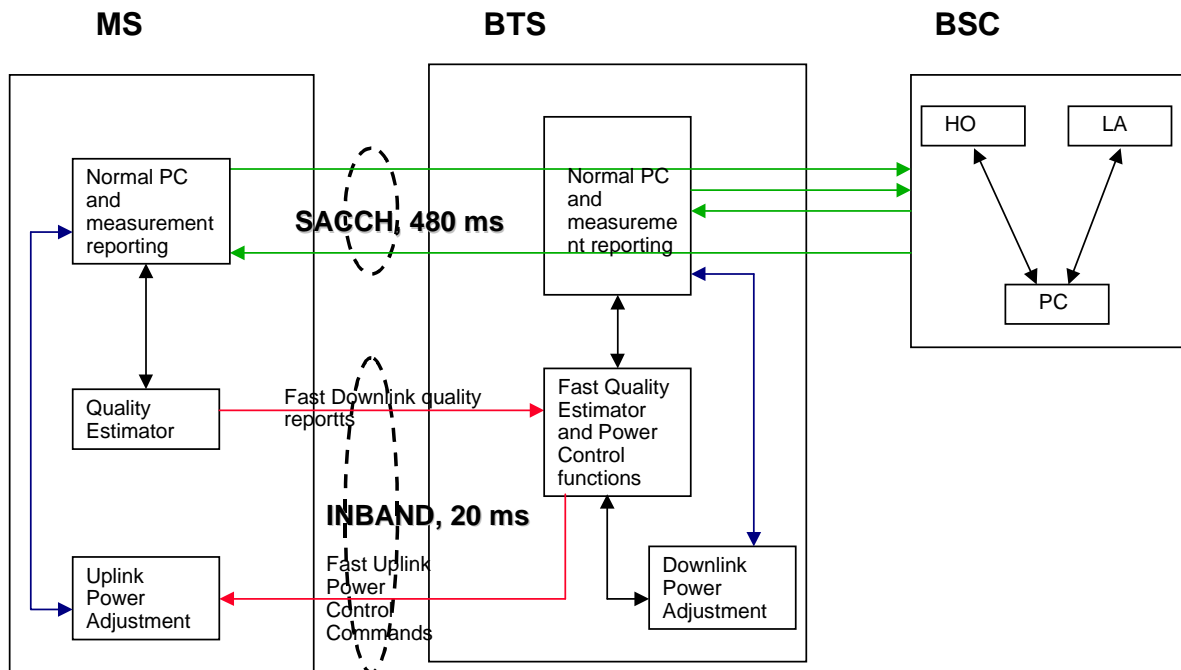 MS
BTS
BSC
HO
LA
PC
Normal PC
and
measurement
reporting
SACCH, 480 ms
Normal PC
and
measureme
nt reporting
Quality
Estimator
Fast Downlink quality
reportts
Fast Quality
Estimator
and Power
Control
functions
INBAND, 20 ms
Uplink
Power
Adjustment
Fast Uplink
Power
Control
Commands
Downlink
Power
Adjustment